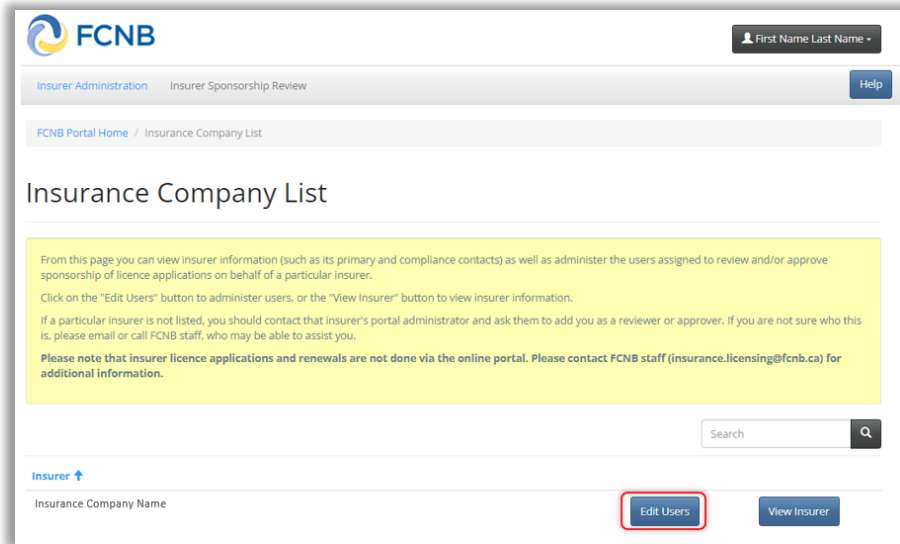 FCNB
First Name Last Name
Insurer Administration Insurer Sponsorship Review
Help
FCNB Portal Home / Insurance Company List
Insurance Company List
From this page you can view insurer information (such as its primary and compliance contacts) as well as administer the users assigned to review and/or approve
sponsorship of licence applications on behalf of a particular insurer.
Click on the "Edit Users" button to administer users, or the "View Insurer" button to view insurer information.
If a particular insurer is not listed, you should contact that insurer's portal administrator and ask them to add you as a reviewer or approver. If you are not sure who this
is, please email or call FCNB staff, who may be able to assist you.
Please note that insurer licence applications and renewals are not done via the online portal. Please contact FCNB staff (insurance.licensing@fcnb.ca) for
additional information.
Search
Insurer
Insurance Company Name Edit Users View Insurer